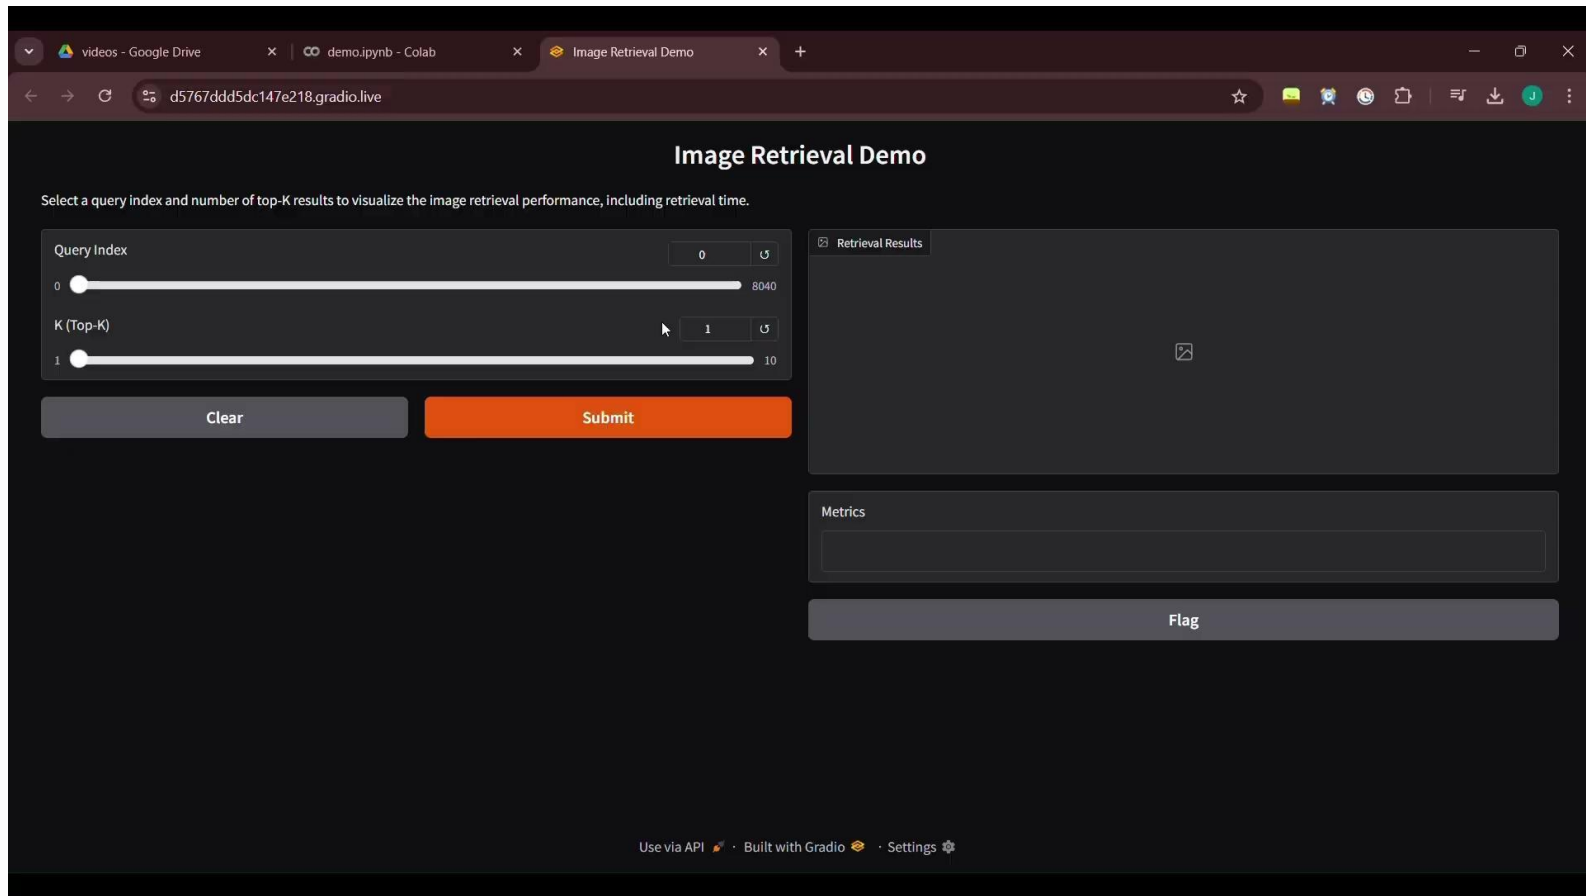 videos - Google Drive
demo.ipynb - Colab
Image Retrieval Demo
d5767ddd5dc147e218.gradio.live
J
Image Retrieval Demo
Select a query index and number of top-K results to visualize the image retrieval performance, including retrieval time.
Query Index
0
0
8040
K (Top-K)
1
1
10
Clear
Submit
Retrieval Results
Metrics
Flag
Use via API · Built with Gradio · Settings